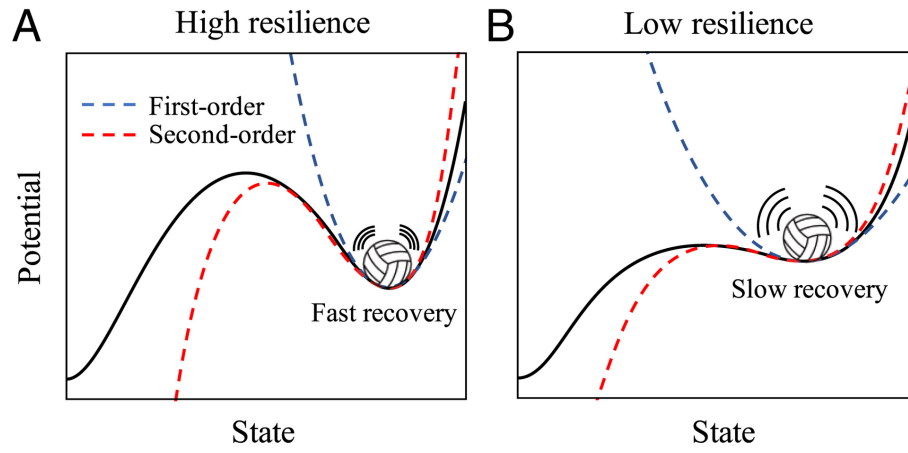 A
High resilience
First-order
Second-order
Fast recovery
Potential
State
B
Low resilience
Slow recovery
State